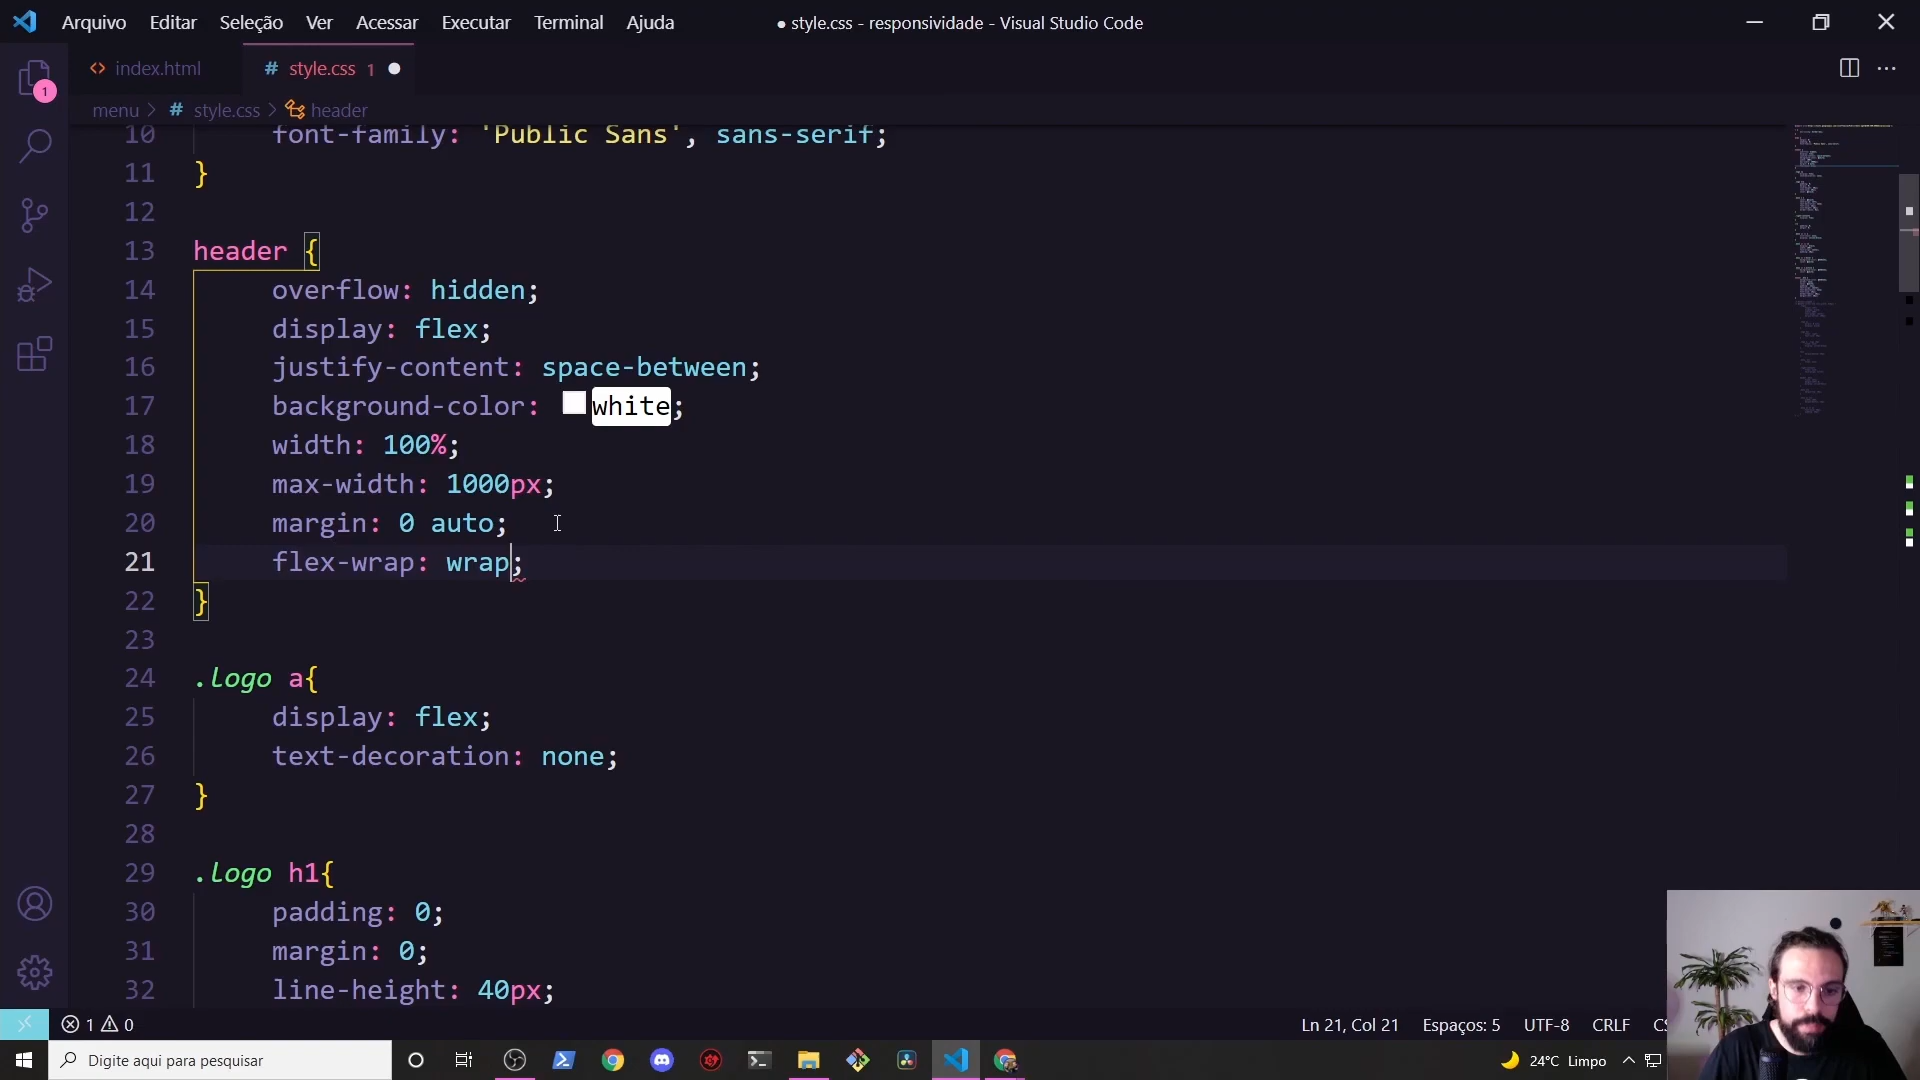 Arquivo Editar Seleção Ver Acessar Executar Terminal Ajuda
● style.css - responsividade - Visual Studio Code
index.html
# style.css 1
1
menu > # style.css > header
10 font-family: 'Public Sans', sans-serif;
11 }
12
13 header {
14 overflow: hidden;
15 display: flex;
16 justify-content: space-between;
17 background-color: white;
18 width: 100%;
19 max-width: 1000px;
20 margin: 0 auto;
21 flex-wrap: wrap;
22 }
23
24 .logo a{
25 display: flex;
26 text-decoration: none;
27 }
28
29 .logo h1{
30 padding: 0;
31 margin: 0;
32 line-height: 40px;
1 0
Ln 21, Col 21 Espaços: 5 UTF-8 CRLF
Digite aqui para pesquisar
24°C Limpo